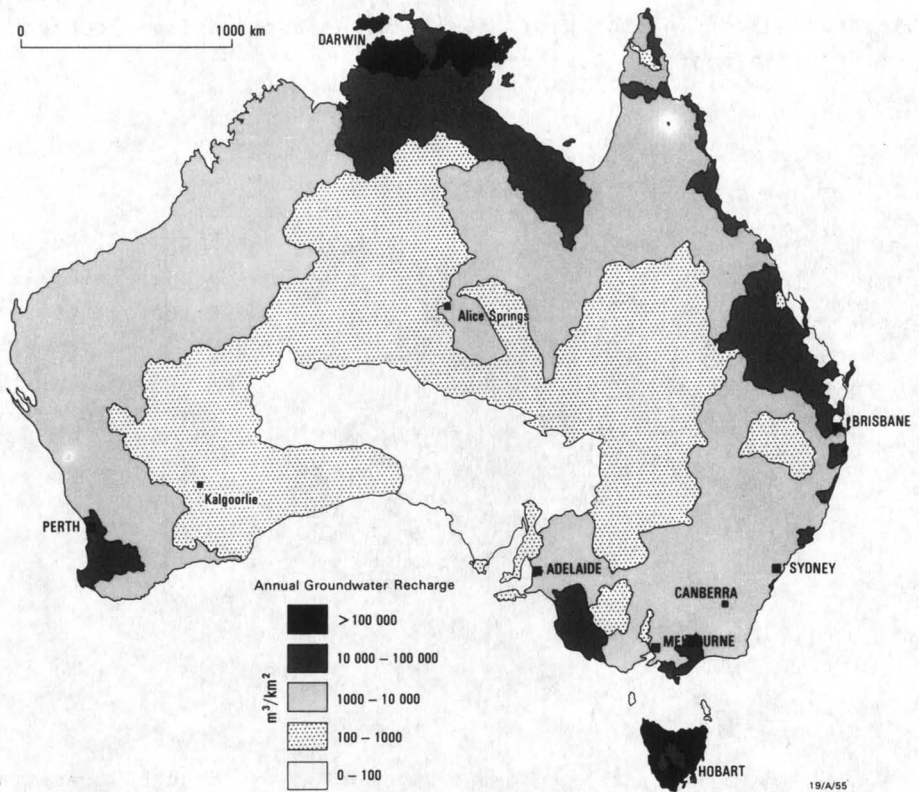 0 1000 km
DARWIN
Alice Springs
BRISBANE
Kalgoorlie
PERTH
ADELAIDE
SYDNEY
CANBERRA
MELBOURNE
HOBART
Annual Groundwater Recharge
m³/km²
> 100 000
10 000 – 100 000
1000 – 10 000
100 – 1000
0 – 100
19/A/55